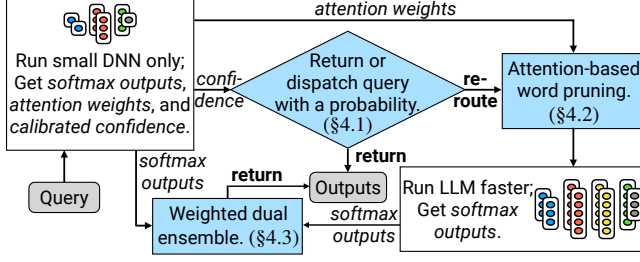 attention weights
Run small DNN only;
Get softmax outputs,
attention weights, and
calibrated confidence.
confi-
dence
Return or
dispatch query
with a probability.
(§4.1)
re-
route
Attention-based
word pruning.
(§4.2)
softmax
outputs
return
return
Query
Outputs
Weighted dual
ensemble. (§4.3)
softmax
outputs
Run LLM faster;
Get softmax
outputs.